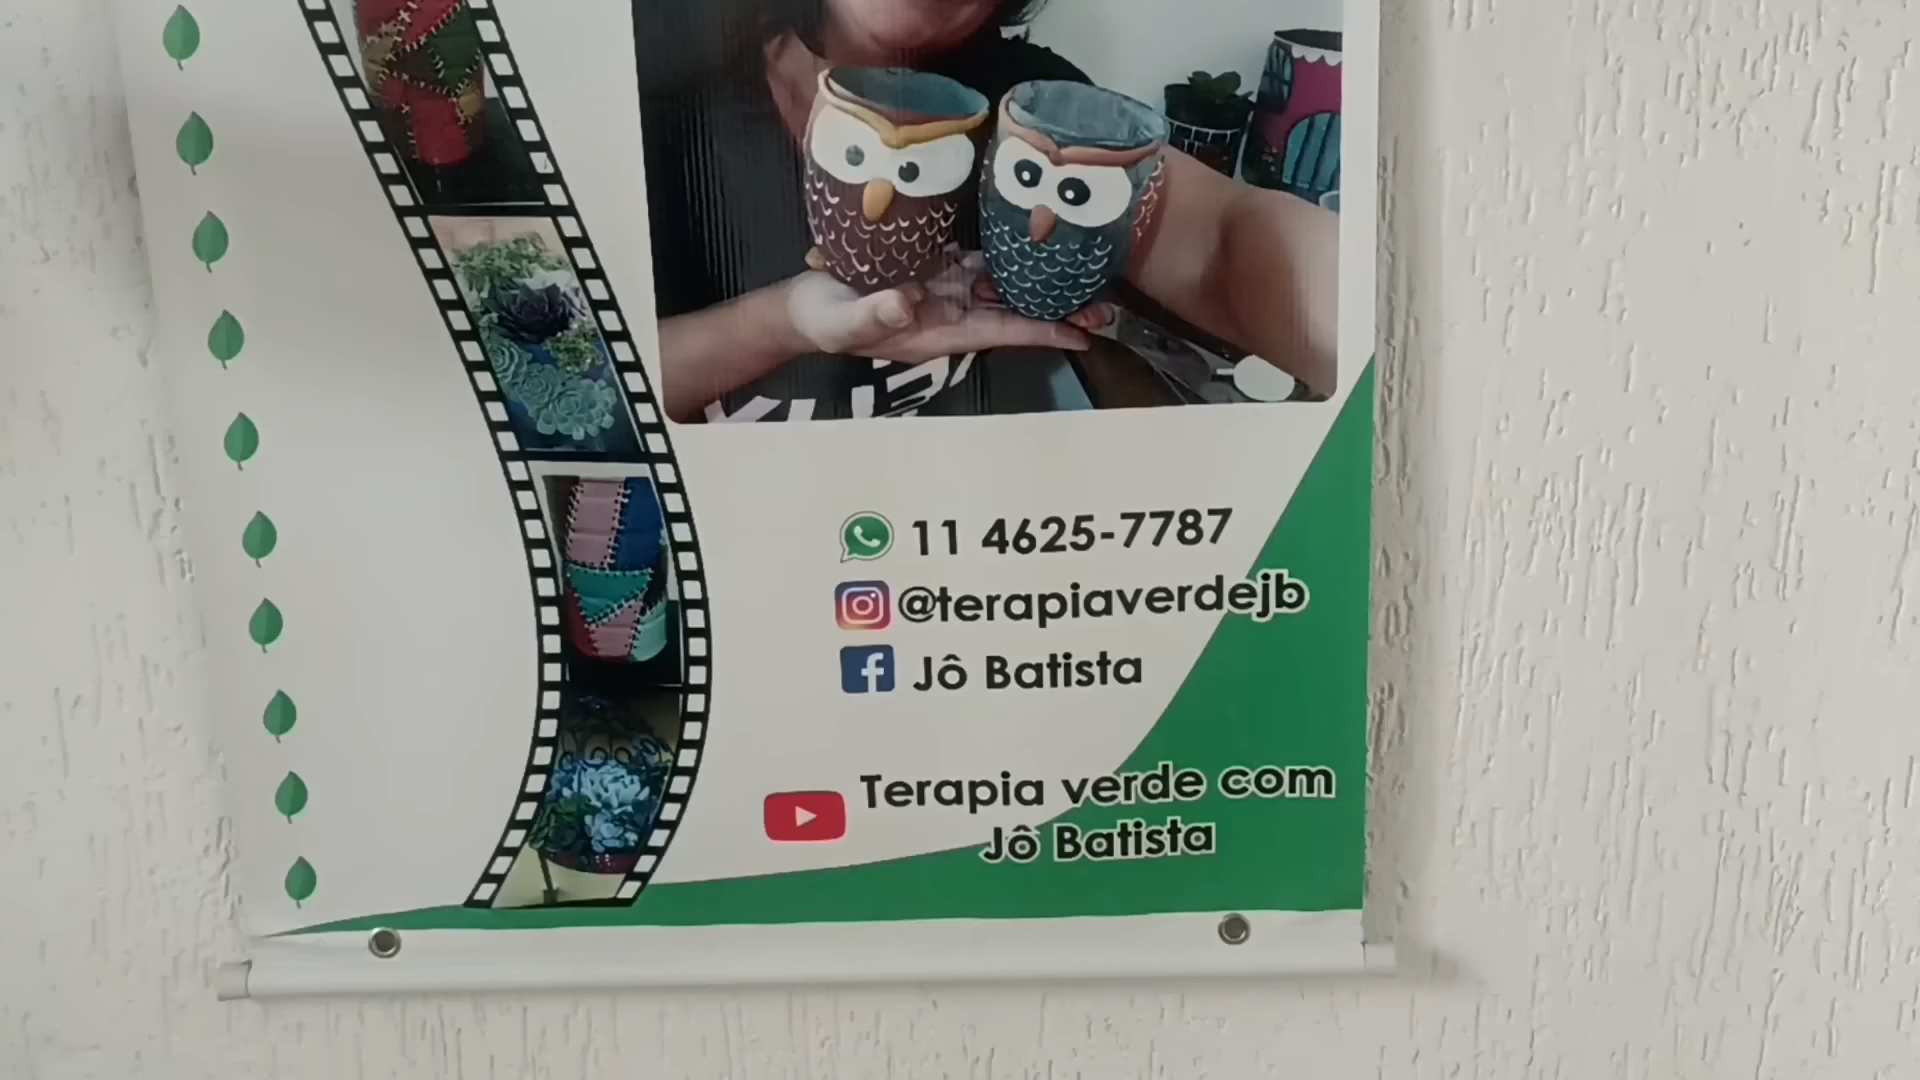 11 4625-7787
@terapiaverdejb
Jô Batista
Terapia verde com
Jô Batista